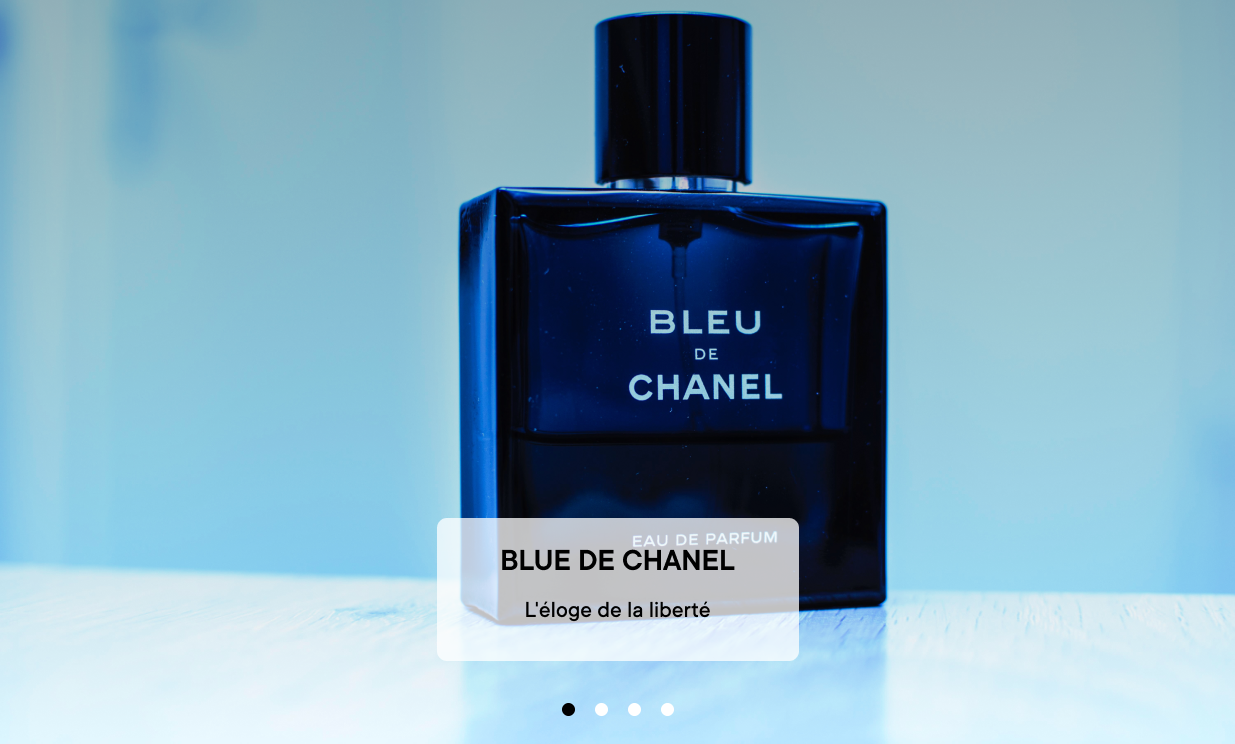 BLEU
DE
CHANEL
EAU DE PARFUM
BLUE DE CHANEL
L'éloge de la liberté